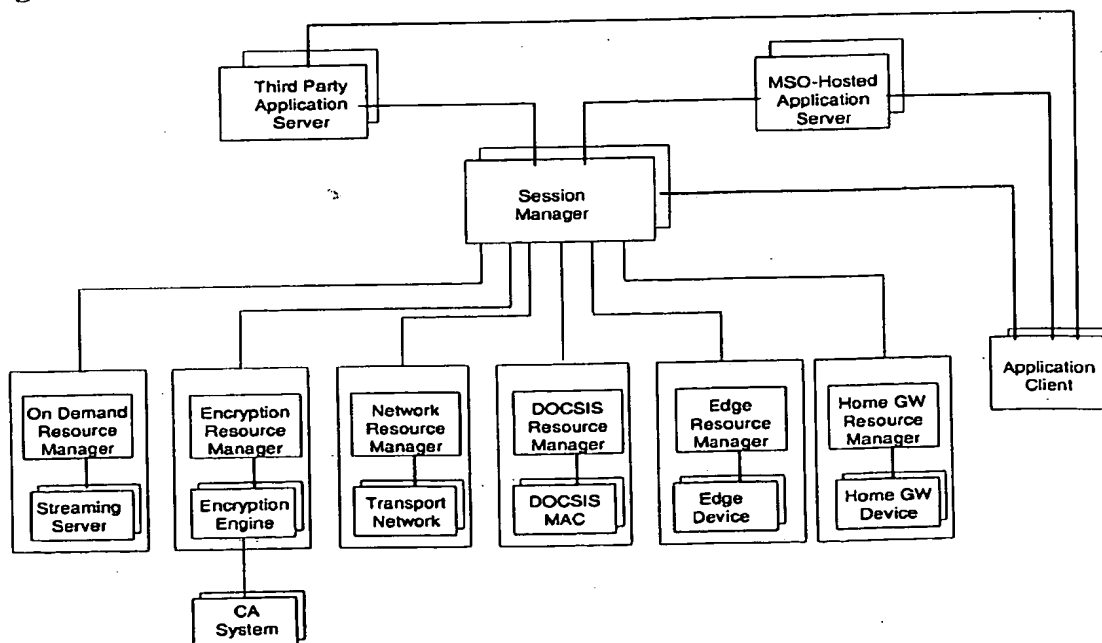 Third Party
Application
Server
MSO-Hosted
Application
Server
Session
Manager
Application
Client
On Demand
Resource
Manager
Streaming
Server
Encryption
Resource
Manager
Encryption
Engine
Network
Resource
Manager
Transport
Network
DOCSIS
Resource
Manager
DOCSIS
MAC
Edge
Resource
Manager
Edge
Device
Home GW
Resource
Manager
Home GW
Device
CA
System